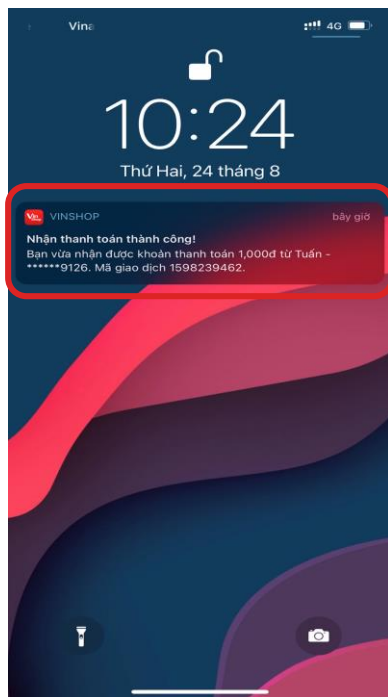 Vina
4G
10:24
Thứ Hai, 24 tháng 8
VINSHOP bây giờ
Nhận thanh toán thành công!
Bạn vừa nhận được khoản thanh toán 1,000đ từ Tuấn -
******9126. Mã giao dịch 1598239462.